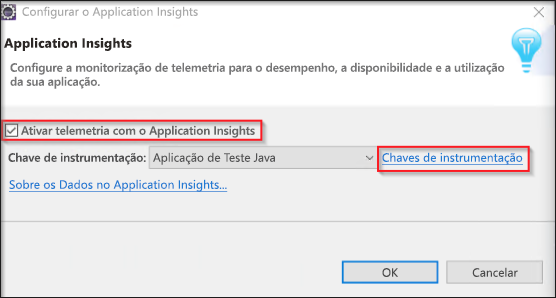 Configurar o Application Insights
Application Insights
Configure a monitorização de telemetria para o desempenho, a disponibilidade e a utilização
da sua aplicação.
Ativar telemetria com o Application Insights
Chave de instrumentação: Aplicação de Teste Java Chaves de instrumentação
Sobre os Dados no Application Insights...
OK Cancelar